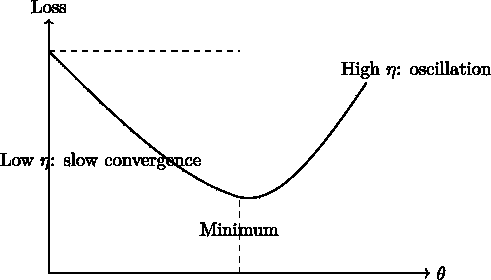 Loss
High η: oscillation
Low η: slow convergence
Minimum
θ